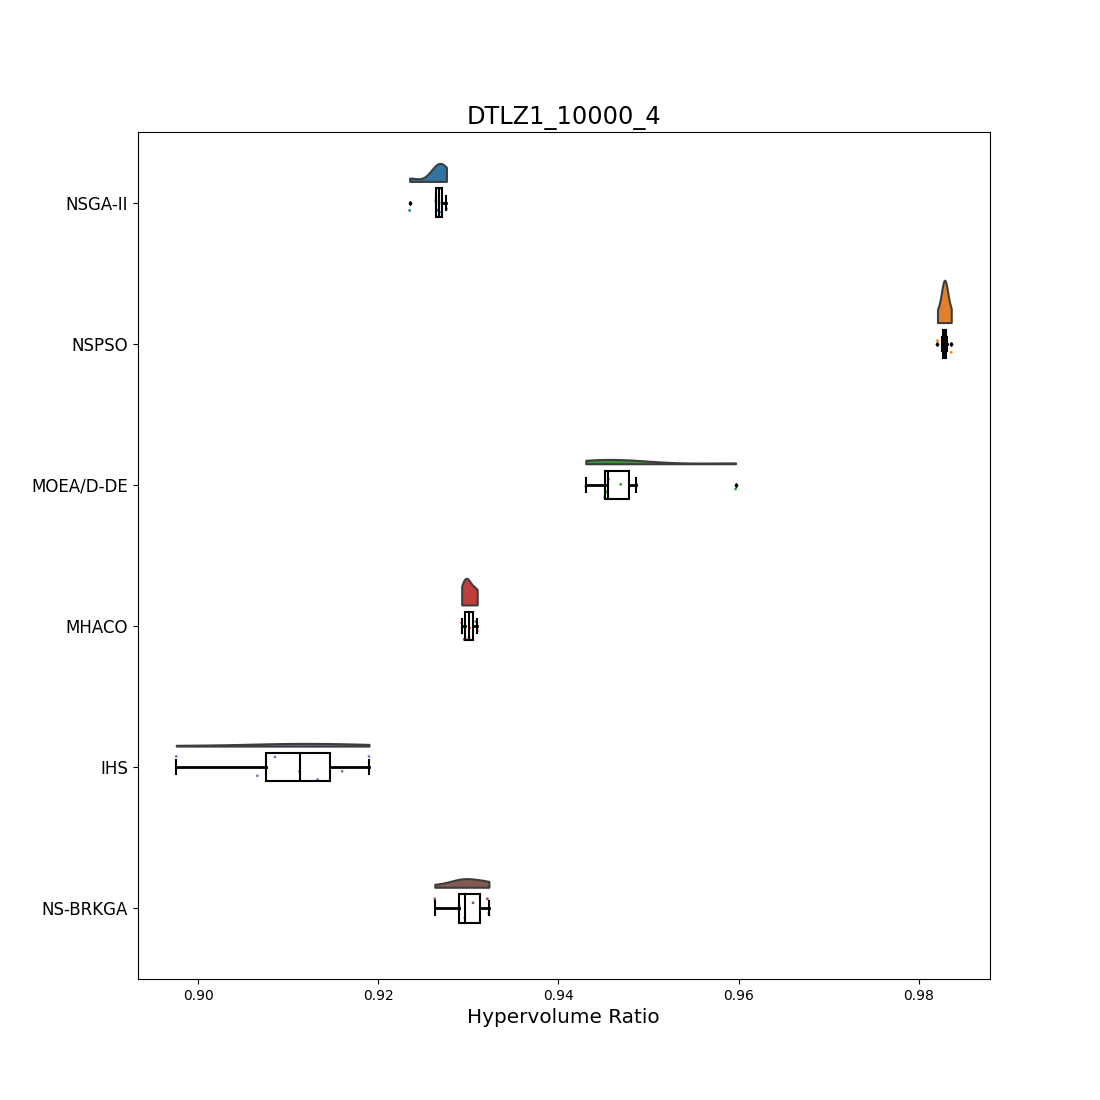 DTLZ1_10000_4
NSGA-II
NSPSO
MOEA/D-DE
MHACO
IHS
NS-BRKGA
0.90 0.92 0.94 0.96 0.98
Hypervolume Ratio